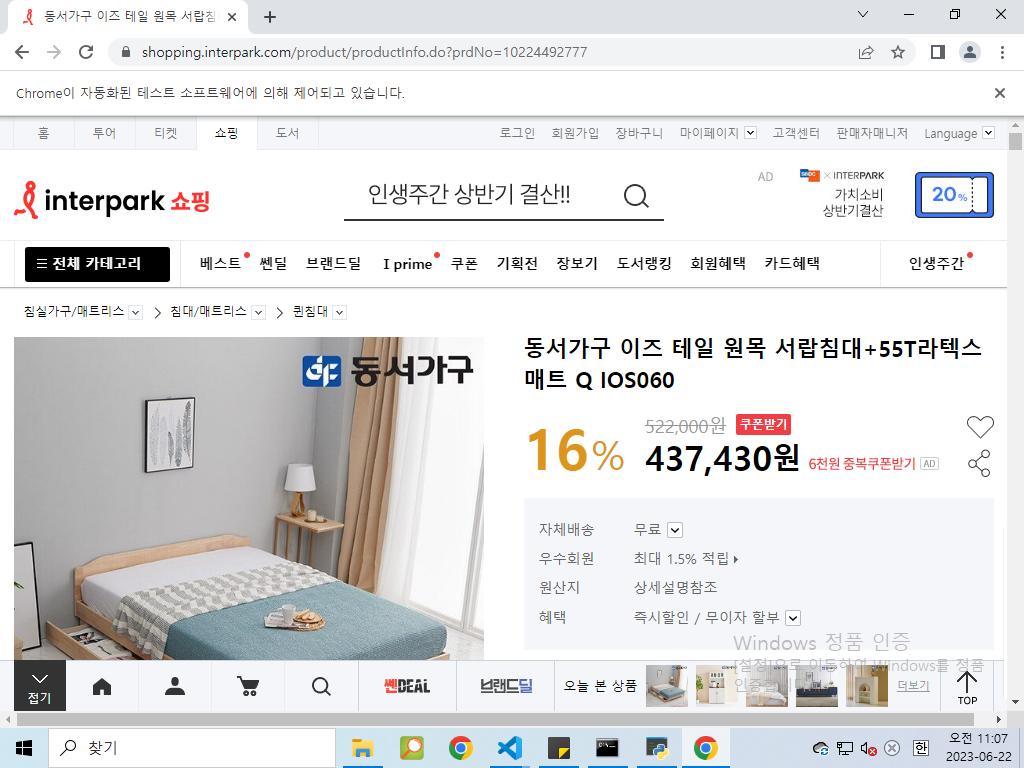 동서가구 이즈 테일 원목 서랍침
shopping.interpark.com/product/productInfo.do?prdNo=10224492777
Chrome이 자동화된 테스트 소프트웨어에 의해 제어되고 있습니다.
홈 투어 티켓 쇼핑 도서 로그인 회원가입 장바구니 마이페이지 고객센터 판매자매니저 Language
interpark 쇼핑
인생주간 상반기 결산!!
AD
× INTERPARK
가치소비
상반기결산
20%
전체 카테고리 베스트 쎈딜 브랜드딜 I prime 쿠폰 기획전 장보기 도서랭킹 회원혜택 카드혜택 인생주간
침실가구/매트리스 침대/매트리스 퀸침대
동서가구
동서가구 이즈 테일 원목 서랍침대+55T라텍스
매트 Q IOS060
16% 522,000원 쿠폰받기
437,430원 6천원 중복쿠폰받기 AD
자체배송 무료
우수회원 최대 1.5% 적립
원산지 상세설명참조
혜택 즉시할인 / 무이자 할부
Windows 정품 인증
[설정]으로 이동하여 Windows를 정품
인증합니다.
접기
쎈DEAL
브랜드딜
오늘 본 상품
더보기
TOP
찾기
한
오전 11:07
2023-06-22